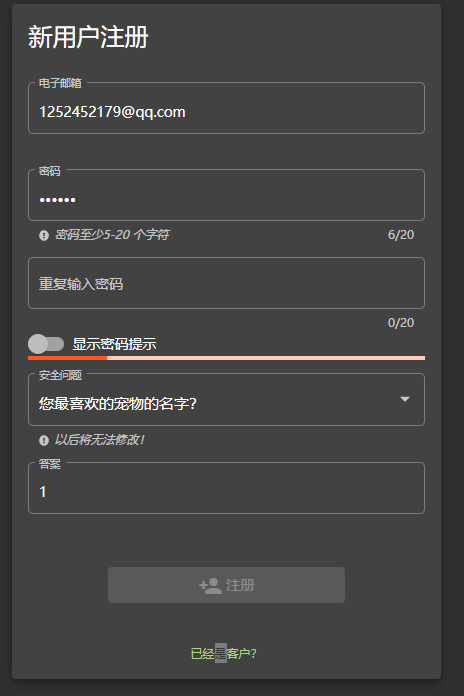 新用户注册
电子邮箱
1252452179@qq.com
密码
••••••
密码至少5-20 个字符 6/20
重复输入密码
0/20
显示密码提示
安全问题
您最喜欢的宠物的名字?
以后将无法修改!
答案
1
注册
已经是客户?